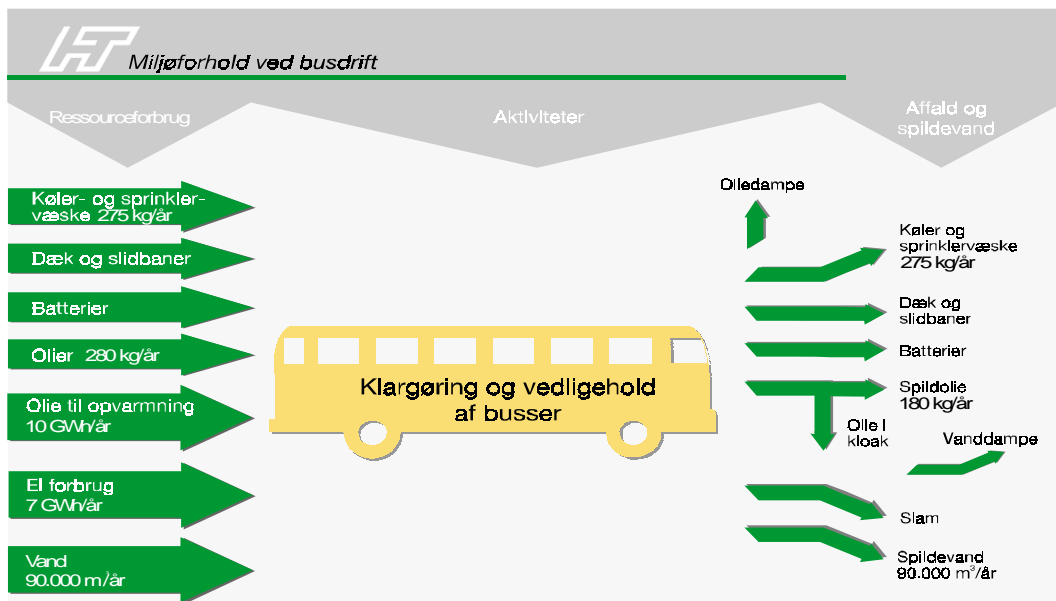 HT
Miljøforhold ved busdrift
Ressourceforbrug
Aktiviteter
Affald og
spildevand
Køler- og sprinkler-
væske 275 kg/år
Dæk og slidbaner
Batterier
Olier 280 kg/år
Olie til opvarmning
10 GWh/år
El forbrug
7 GWh/år
Vand
90.000 m³/år
Klargøring og vedligehold
af busser
Oliedampe
Køler og
sprinklervæske
275 kg/år
Dæk og
slidbaner
Batterier
Spildolie
180 kg/år
Olie i
kloak
Vanddampe
Slam
Spildevand
90.000 m³/år